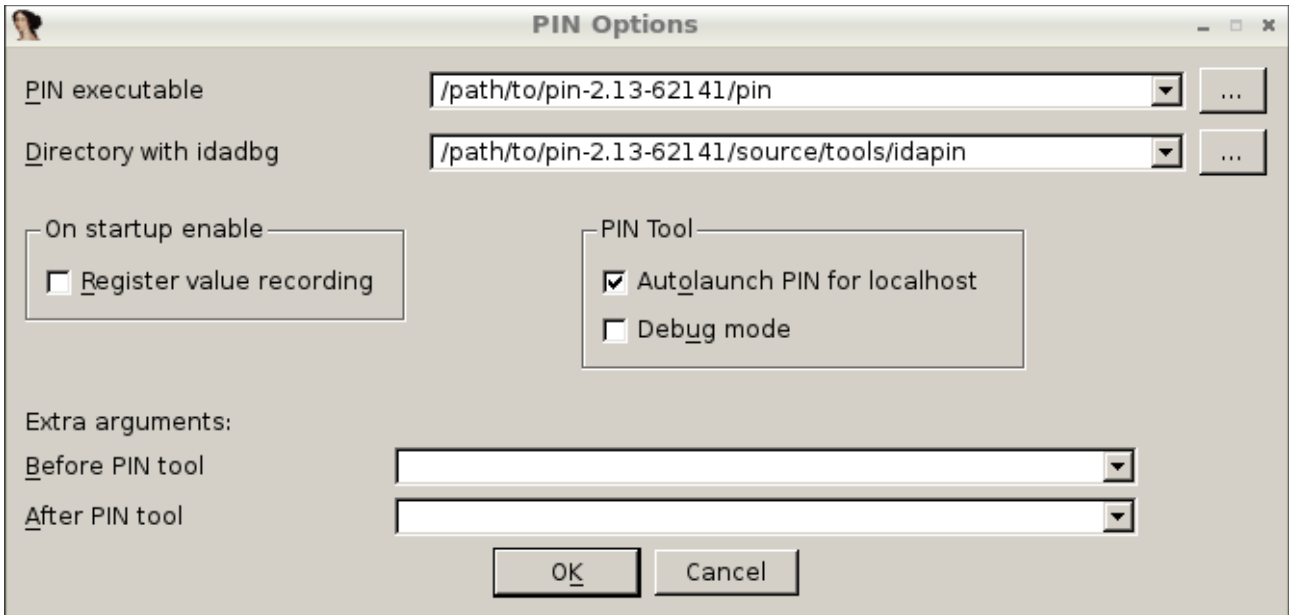 PIN Options
PIN executable /path/to/pin-2.13-62141/pin ...
Directory with idadbg /path/to/pin-2.13-62141/source/tools/idapin ...
On startup enable PIN Tool
Register value recording Autolaunch PIN for localhost
Debug mode
Extra arguments:
Before PIN tool
After PIN tool
OK Cancel